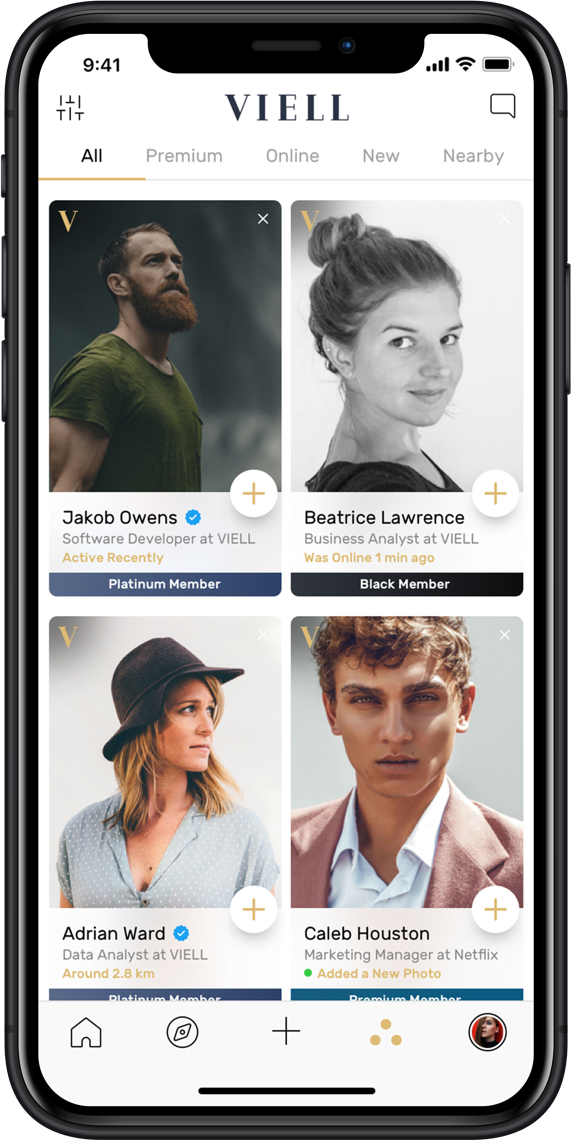 9:41
VIELL
All Premium Online New Nearby
V
V
Jakob Owens
Software Developer at VIELL
Active Recently
Platinum Member
Beatrice Lawrence
Business Analyst at VIELL
Was Online 1 min ago
Black Member
V
V
Adrian Ward
Data Analyst at VIELL
Around 2.8 km
Platinum Member
Caleb Houston
Marketing Manager at Netflix
Added a New Photo
Premium Member